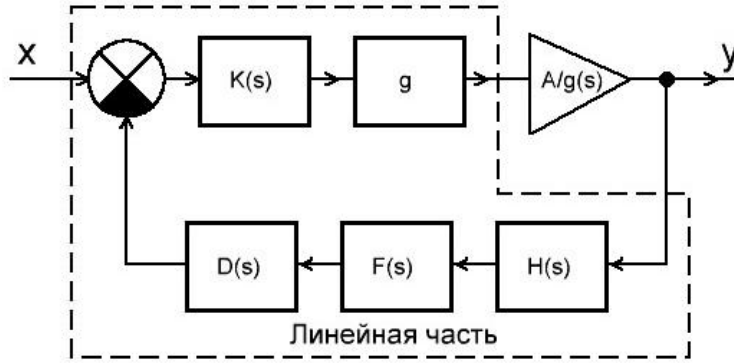 x
K(s)
g
A/g(s)
y
D(s)
F(s)
H(s)
Линейная часть